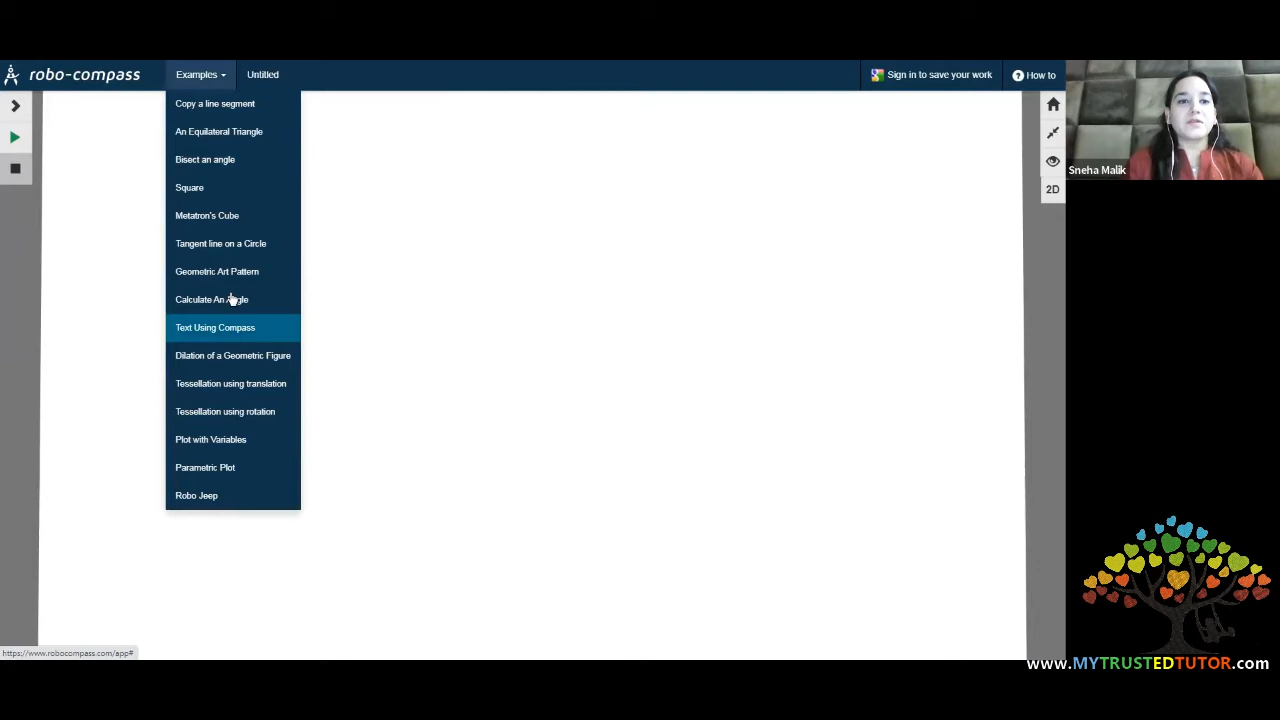 robo-compass
Examples
Untitled
Sign in to save your work
How to
Copy a line segment
An Equilateral Triangle
Bisect an angle
Square
Metatron's Cube
Tangent line on a Circle
Geometric Art Pattern
Calculate An Angle
Text Using Compass
Dilation of a Geometric Figure
Tessellation using translation
Tessellation using rotation
Plot with Variables
Parametric Plot
Robo Jeep
2D
Sneha Malik
https://www.robocompass.com/app#
www.MYTRUSTEDTUTOR.com